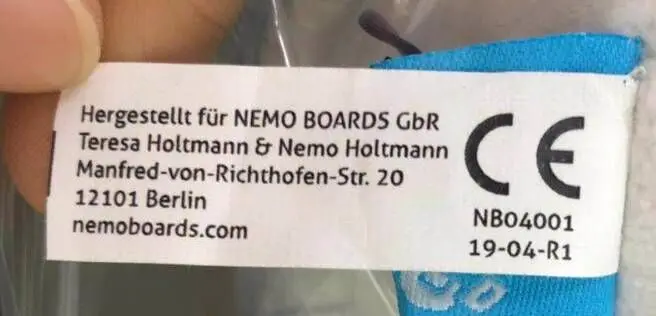 Hergestellt für NEMO BOARDS GbR
Teresa Holtmann & Nemo Holtmann
Manfred-von-Richthofen-Str. 20
12101 Berlin
nemoboards.com
CE
NB04001
19-04-R1